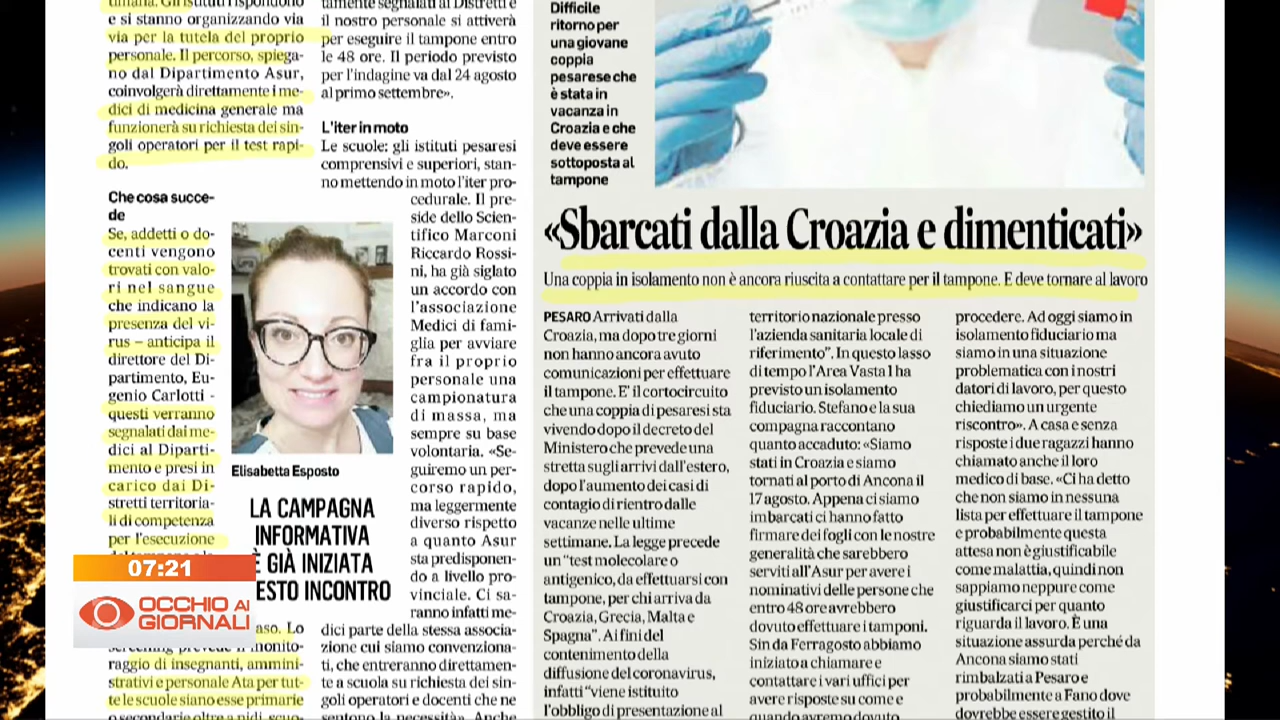 timana. Gli istituti rispondono
e si stanno organizzando via
via per la tutela del proprio
personale. Il percorso, spiega-
no dal Dipartimento Asur,
coinvolgerà direttamente i me-
dici di medicina generale ma
funzionerà su richiesta dei sin-
goli operatori per il test rapi-
do.
Che cosa succe-
de
Se, addetti o do-
centi vengono
trovati con valo-
ri nel sangue
che indicano la
presenza del vi-
rus – anticipa il
direttore del Di-
partimento, Eu-
genio Carlotti -
questi verranno
segnalati dai me-
dici al Diparti-
mento e presi in
carico dai Di-
stretti territoria-
li di competenza
per l'esecuzione
aso. Lo
screening prevede il monito-
raggio di insegnanti, ammini-
strativi e personale Ata per tut-
te le scuole siano esse primarie
o secondarie oltre a nidi, scuo-
tamente segnalati ai Distretti e
il nostro personale si attiverà
per eseguire il tampone entro
le 48 ore. Il periodo previsto
per l'indagine va dal 24 agosto
al primo settembre».
L'iter in moto
Le scuole: gli istituti pesaresi
comprensivi e superiori, stan-
no mettendo in moto l'iter pro-
cedurale. Il pre-
side dello Scien-
tifico Marconi
Riccardo Rossi-
ni, ha già siglato
un accordo con
l'associazione
Medici di fami-
glia per avviare
fra il proprio
personale una
campionatura
di massa, ma
sempre su base
volontaria. «Se-
guiremo un per-
corso rapido,
ma leggermente
diverso rispetto
a quanto Asur
sta predisponen-
do a livello pro-
vinciale. Ci sa-
ranno infatti me-
dici parte della stessa associa-
zione cui siamo convenziona-
ti, che entreranno direttamen-
te a scuola su richiesta dei sin-
goli operatori e docenti che ne
sentono la necessità». Anche
Elisabetta Esposto
LA CAMPAGNA
INFORMATIVA
È GIÀ INIZIATA
ESTO INCONTRO
Difficile
ritorno per
una giovane
coppia
pesarese che
è stata in
vacanza in
Croazia e che
deve essere
sottoposta al
tampone
«Sbarcati dalla Croazia e dimenticati»
Una coppia in isolamento non è ancora riuscita a contattare per il tampone. E deve tornare al lavoro
PESARO Arrivati dalla
Croazia, ma dopo tre giorni
non hanno ancora avuto
comunicazioni per effettuare
il tampone. E' il cortocircuito
che una coppia di pesaresi sta
vivendo dopo il decreto del
Ministero che prevede una
stretta sugli arrivi dall'estero,
dopo l'aumento dei casi di
contagio di rientro dalle
vacanze nelle ultime
settimane. La legge precede
un “test molecolare o
antigenico, da effettuarsi con
tampone, per chi arriva da
Croazia, Grecia, Malta e
Spagna”. Ai fini del
contenimento della
diffusione del coronavirus,
infatti “viene istituito
l'obbligo di presentazione al
territorio nazionale presso
l'azienda sanitaria locale di
riferimento”. In questo lasso
di tempo l'Area Vasta 1 ha
previsto un isolamento
fiduciario. Stefano e la sua
compagna raccontano
quanto accaduto: «Siamo
stati in Croazia e siamo
tornati al porto di Ancona il
17 agosto. Appena ci siamo
imbarcati ci hanno fatto
firmare dei fogli con le nostre
generalità che sarebbero
serviti all'Asur per avere i
nominativi delle persone che
entro 48 ore avrebbero
dovuto effettuare i tamponi.
Sin da Ferragosto abbiamo
iniziato a chiamare e
contattare i vari uffici per
avere risposte su come e
quando avremo dovuto
procedere. Ad oggi siamo in
isolamento fiduciario ma
siamo in una situazione
problematica con i nostri
datori di lavoro, per questo
chiediamo un urgente
riscontro». A casa e senza
risposte i due ragazzi hanno
chiamato anche il loro
medico di base. «Ci ha detto
che non siamo in nessuna
lista per effettuare il tampone
e probabilmente questa
attesa non è giustificabile
come malattia, quindi non
sappiamo neppure come
giustificarci per quanto
riguarda il lavoro. È una
situazione assurda perché da
Ancona siamo stati
rimbalzati a Pesaro e
probabilmente a Fano dove
dovrebbe essere gestito il
07:21
OCCHIO AI
GIORNALI